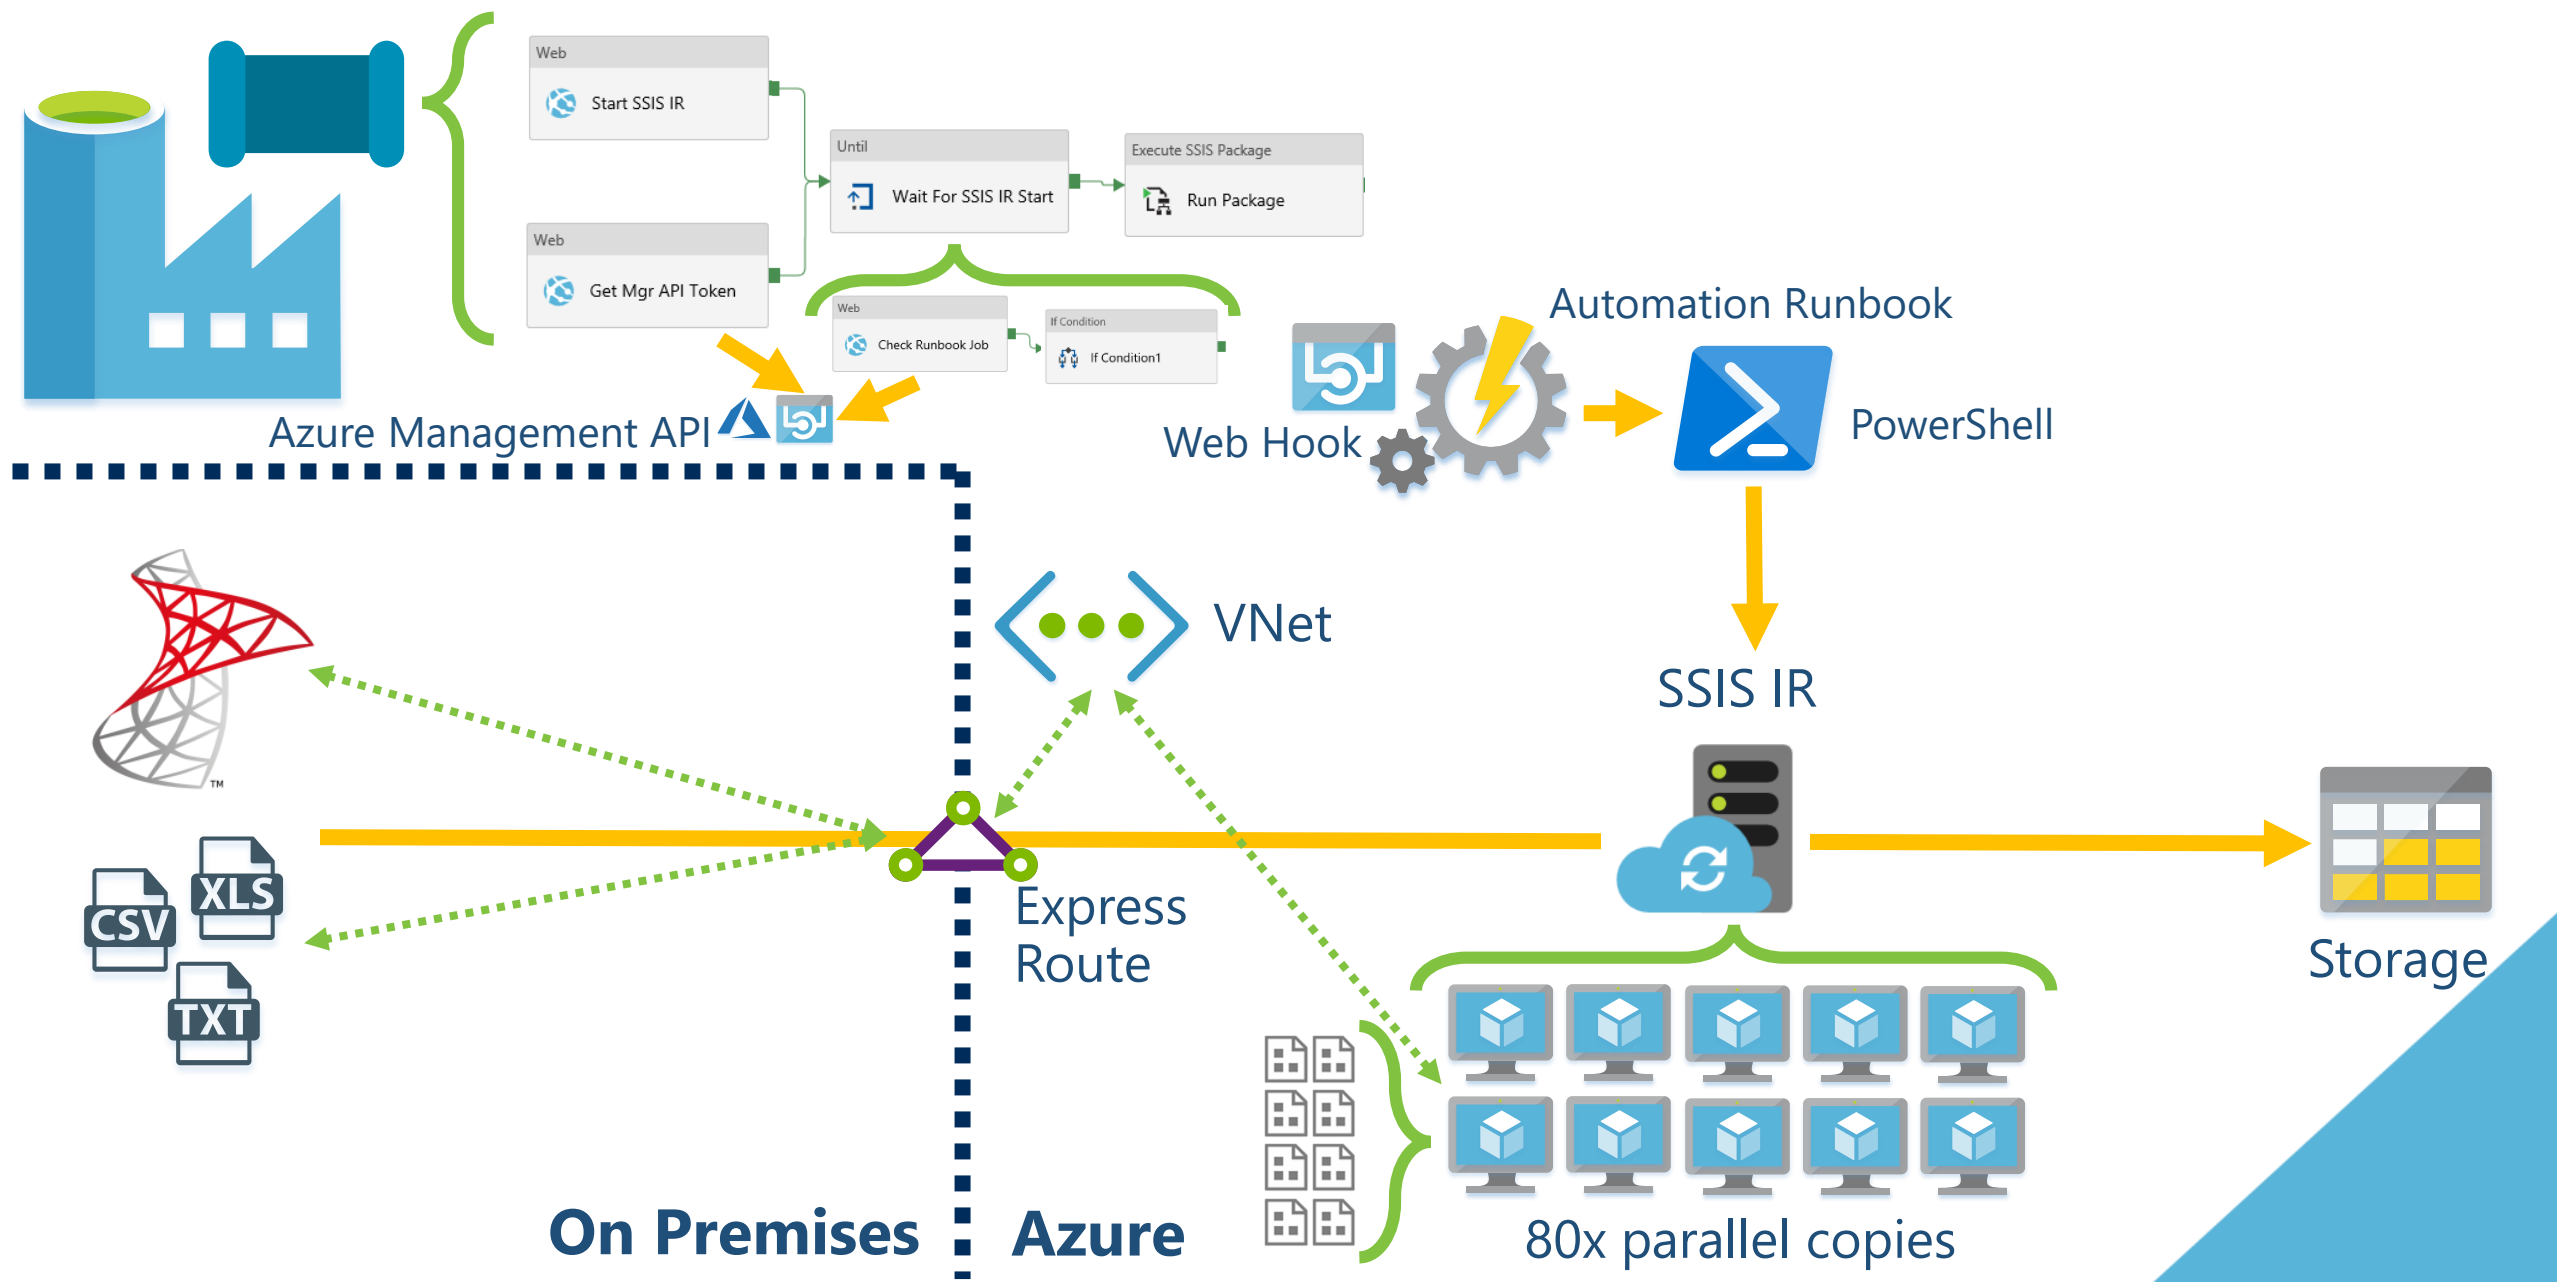 Web
Start SSIS IR
Until
Wait For SSIS IR Start
Execute SSIS Package
Run Package
Web
Get Mgr API Token
Web
Check Runbook Job
If Condition
If Condition1
Azure Management API
Automation Runbook
Web Hook
PowerShell
VNet
SSIS IR
TM
XLS
CSV
TXT
Express
Route
Storage
On Premises
Azure
80x parallel copies